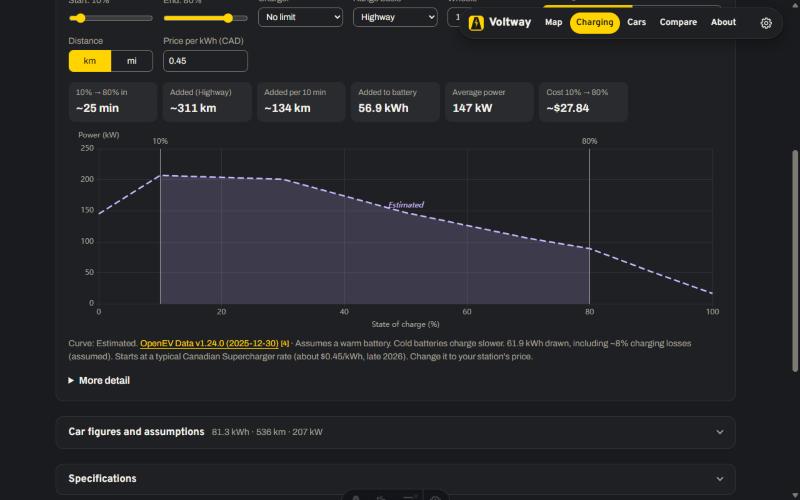 Start: 10%
End: 80%
No limit
Highway
Voltway
Map
Charging
Cars
Compare
About
Distance
Price per kWh (CAD)
km
mi
0.45
10% → 80% in
Added (Highway)
Added per 10 min
Added to battery
Average power
Cost 10% → 80%
~25 min
~311 km
~134 km
56.9 kWh
147 kW
~$27.84
Power (kW)
10%
80%
250
200
150
100
50
0
Estimated
0
20
40
60
80
100
State of charge (%)
Curve: Estimated. OpenEV Data v1.24.0 (2025-12-30) [4] · Assumes a warm battery. Cold batteries charge slower. 61.9 kWh drawn, including ~8% charging losses
(assumed). Starts at a typical Canadian Supercharger rate (about $0.45/kWh, late 2026). Change it to your station's price.
More detail
Car figures and assumptions 81.3 kWh · 536 km · 207 kW
Specifications